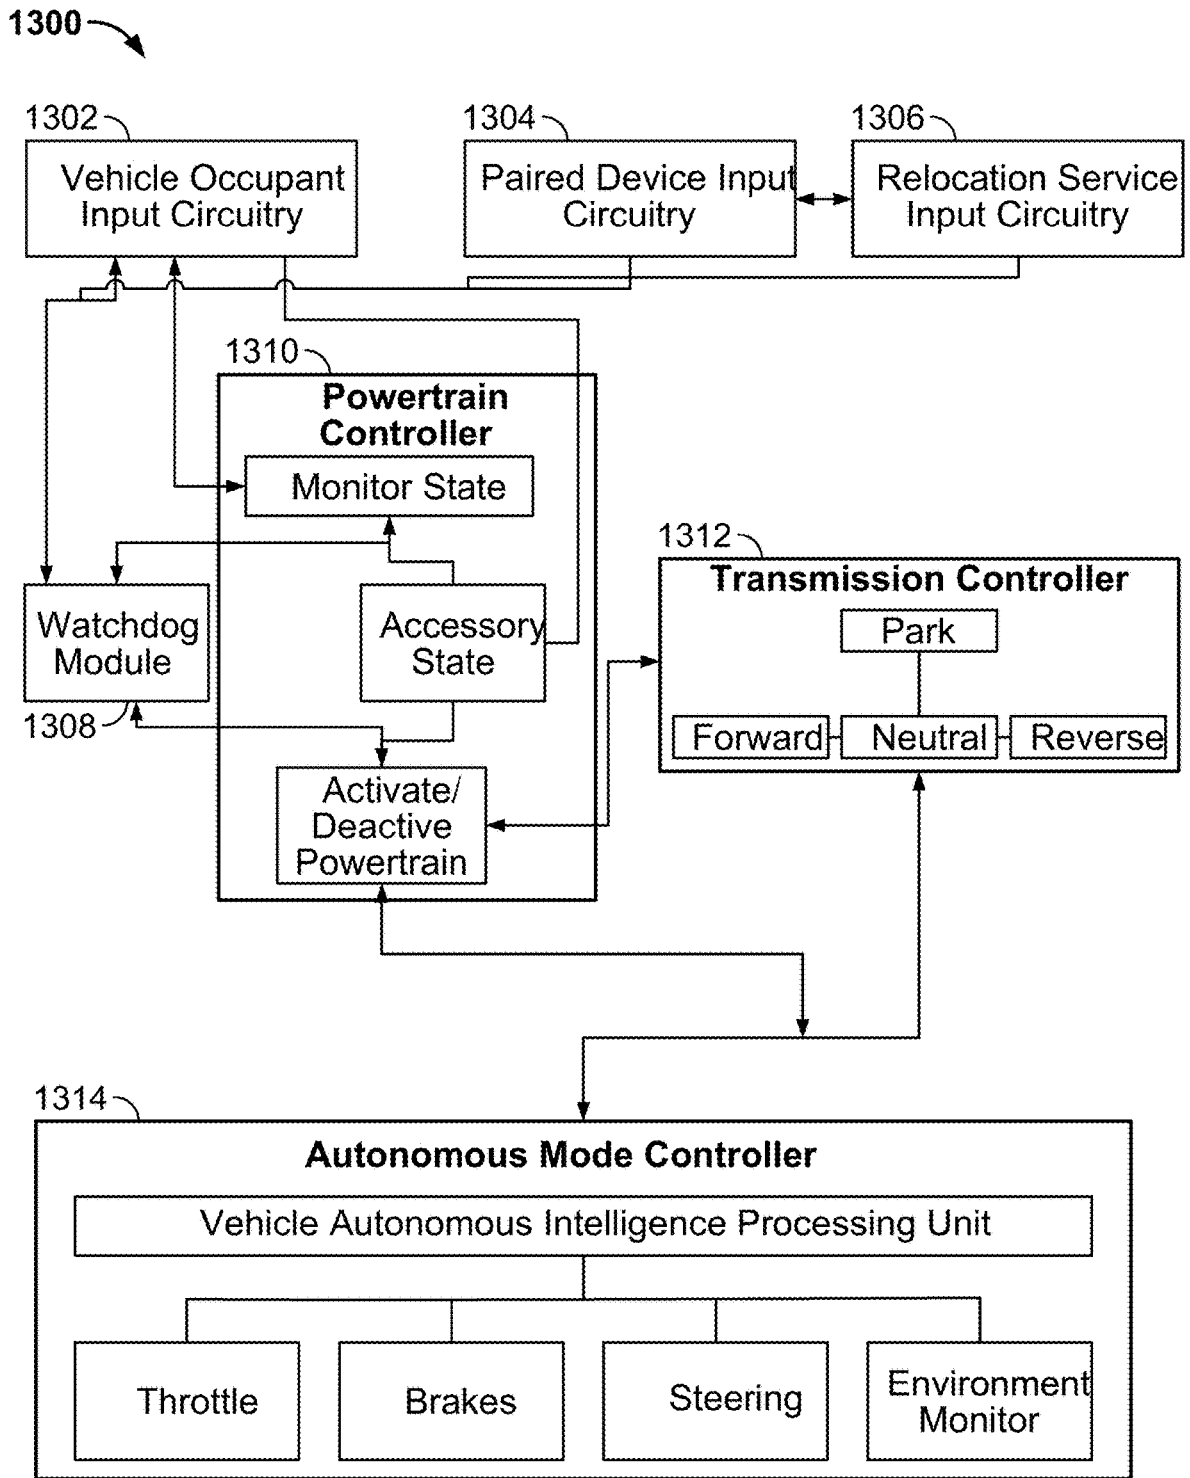 1300
1302
1304
1306
Vehicle Occupant
Input Circuitry
Paired Device Input
Circuitry
Relocation Service
Input Circuitry
1310
Powertrain
Controller
Monitor State
1312
Transmission Controller
Park
Watchdog
Module
Accessory
State
1308
Forward
Neutral
Reverse
Activate/
Deactive
Powertrain
1314
Autonomous Mode Controller
Vehicle Autonomous Intelligence Processing Unit
Throttle
Brakes
Steering
Environment
Monitor